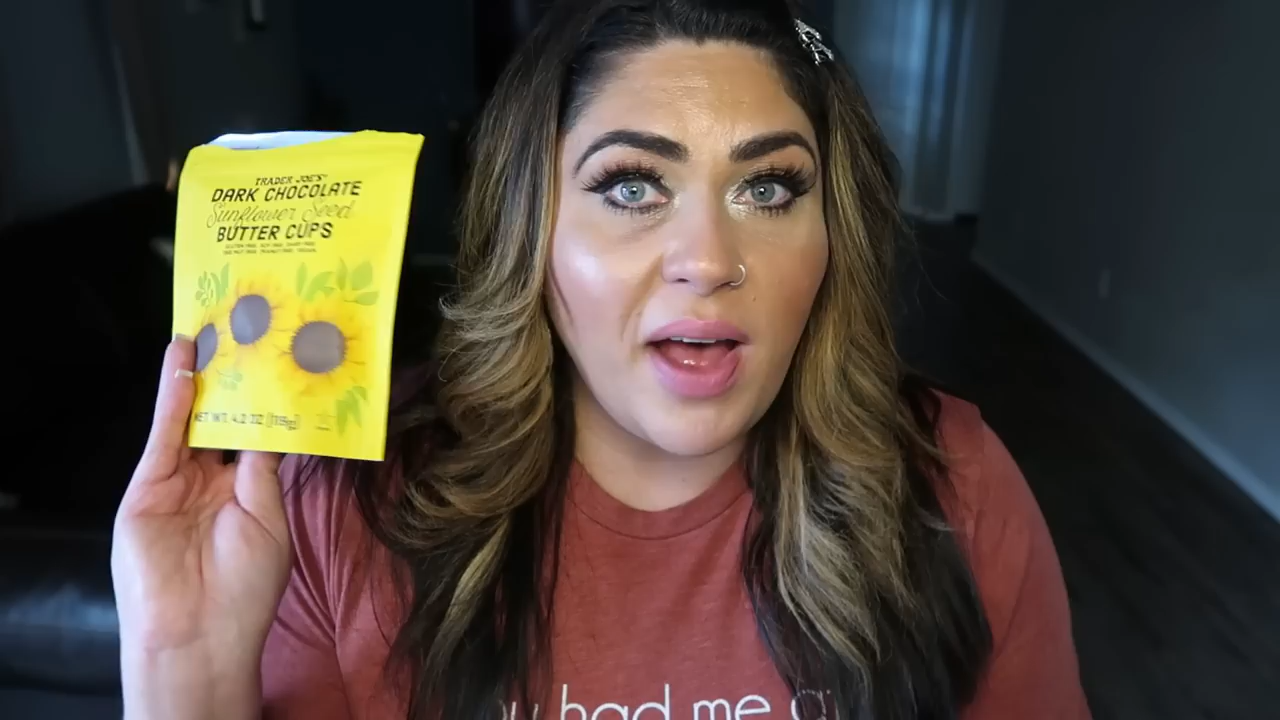 TRADER JOE'S
DARK CHOCOLATE
Sunflower Seed
BUTTER CUPS
NET WT. 4.2 OZ (119g)
had me